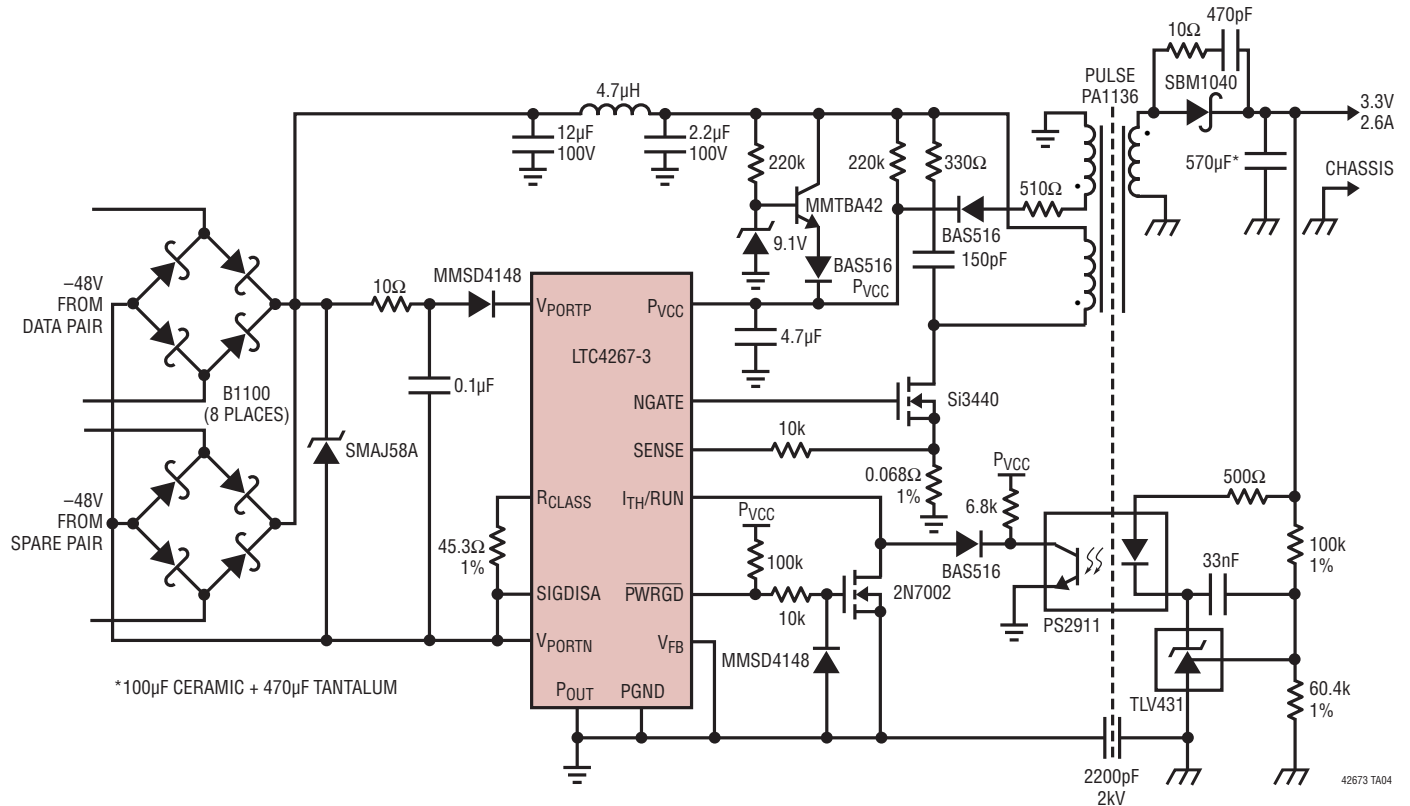 470pF
10Ω
PULSE
PA1136
SBM1040
4.7µH
3.3V
2.6A
12µF
100V
2.2µF
100V
220k
220k
330Ω
570µF*
CHASSIS
510Ω
MMTBA42
BAS516
9.1V
150pF
–48V
FROM
DATA PAIR
10Ω
MMSD4148
BAS516
PVCC
VPORTP
PVCC
LTC4267-3
4.7µF
0.1µF
B1100
(8 PLACES)
NGATE
Si3440
SMAJ58A
10k
SENSE
0.068Ω
1%
PVCC
500Ω
–48V
FROM
SPARE PAIR
RCLASS
ITH/RUN
6.8k
PVCC
45.3Ω
1%
100k
BAS516
33nF
100k
1%
SIGDISA
PWRGD
10k
2N7002
PS2911
VPORTN
VFB
MMSD4148
*100µF CERAMIC + 470µF TANTALUM
POUT
PGND
TLV431
60.4k
1%
2200pF
2kV
42673 TA04